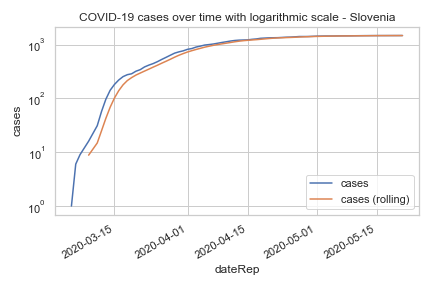 COVID-19 cases over time with logarithmic scale - Slovenia
cases
10³
10²
10¹
10⁰
cases
cases (rolling)
2020-03-15
2020-04-01
2020-04-15
2020-05-01
2020-05-15
dateRep